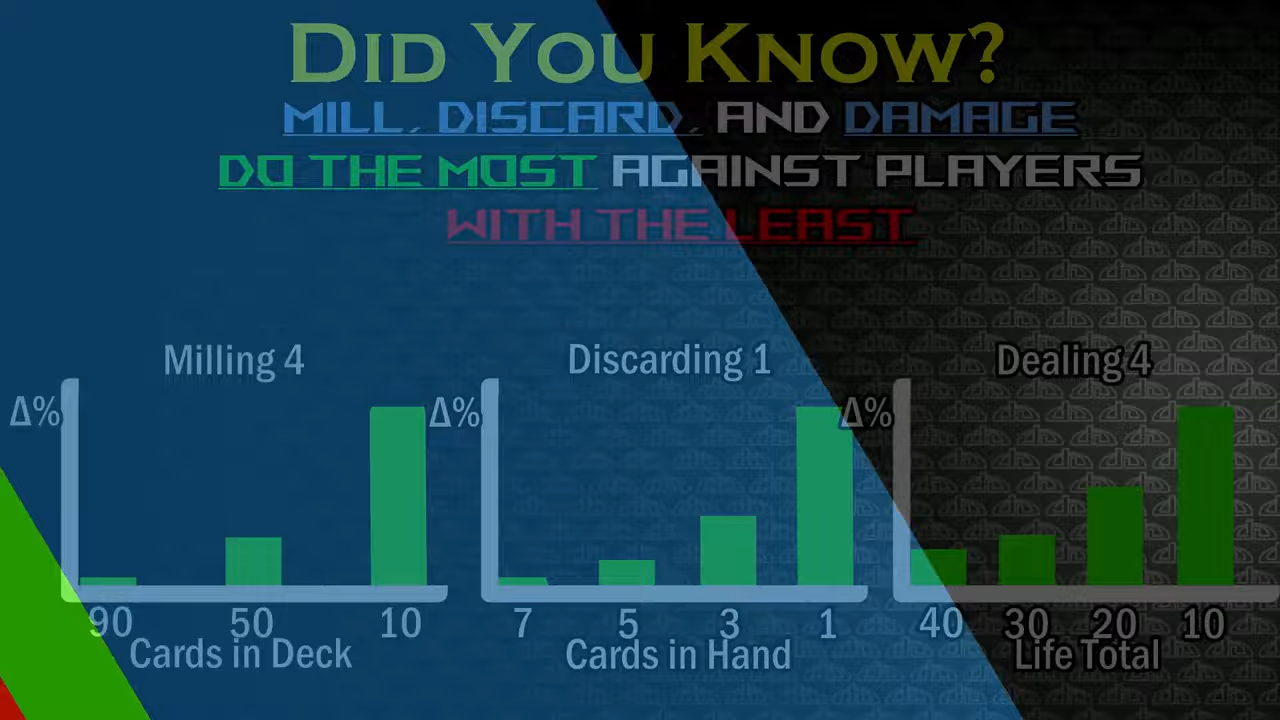 DID YOU KNOW?
MILL, DISCARD, AND DAMAGE
DO THE MOST AGAINST PLAYERS
WITH THE LEAST
Milling 4
Δ%
90 50 10
Cards in Deck
Discarding 1
Δ%
7 5 3 1
Cards in Hand
Dealing 4
Δ%
40 30 20 10
Life Total